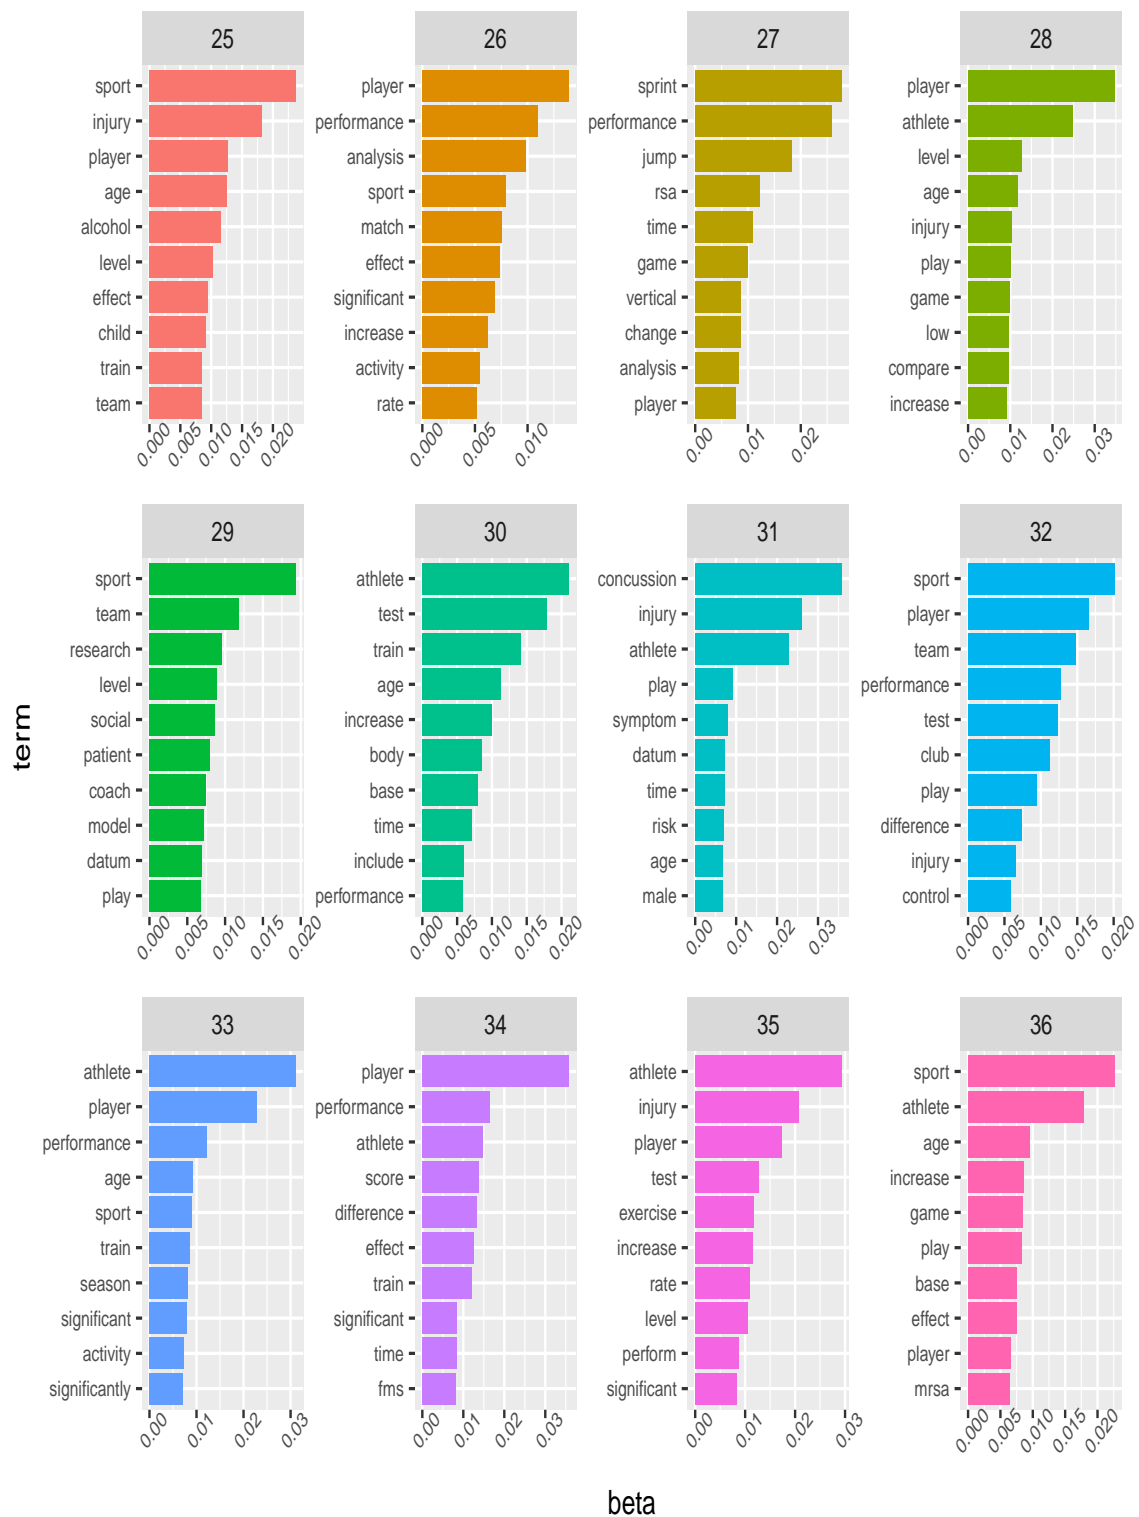 25
sport
injury
player
age
alcohol
level
effect
child
train
team
0.000 0.005 0.010 0.015 0.020
26
player
performance
analysis
sport
match
effect
significant
increase
activity
rate
0.000 0.005 0.010
27
sprint
performance
jump
rsa
time
game
vertical
change
analysis
player
0.00 0.01 0.02
28
player
athlete
level
age
injury
play
game
low
compare
increase
0.00 0.01 0.02 0.03
term
29
sport
team
research
level
social
patient
coach
model
datum
play
0.000 0.005 0.010 0.015 0.020
30
athlete
test
train
age
increase
body
base
time
include
performance
0.000 0.005 0.010 0.015 0.020
31
concussion
injury
athlete
play
symptom
datum
time
risk
age
male
0.00 0.01 0.02 0.03
32
sport
player
team
performance
test
club
play
difference
injury
control
0.000 0.005 0.010 0.015 0.020
33
athlete
player
performance
age
sport
train
season
significant
activity
significantly
0.00 0.01 0.02 0.03
34
player
performance
athlete
score
difference
effect
train
significant
time
fms
0.00 0.01 0.02 0.03
35
athlete
injury
player
test
exercise
increase
rate
level
perform
significant
0.00 0.01 0.02 0.03
36
sport
athlete
age
increase
game
play
base
effect
player
mrsa
0.000 0.005 0.010 0.015 0.020
beta